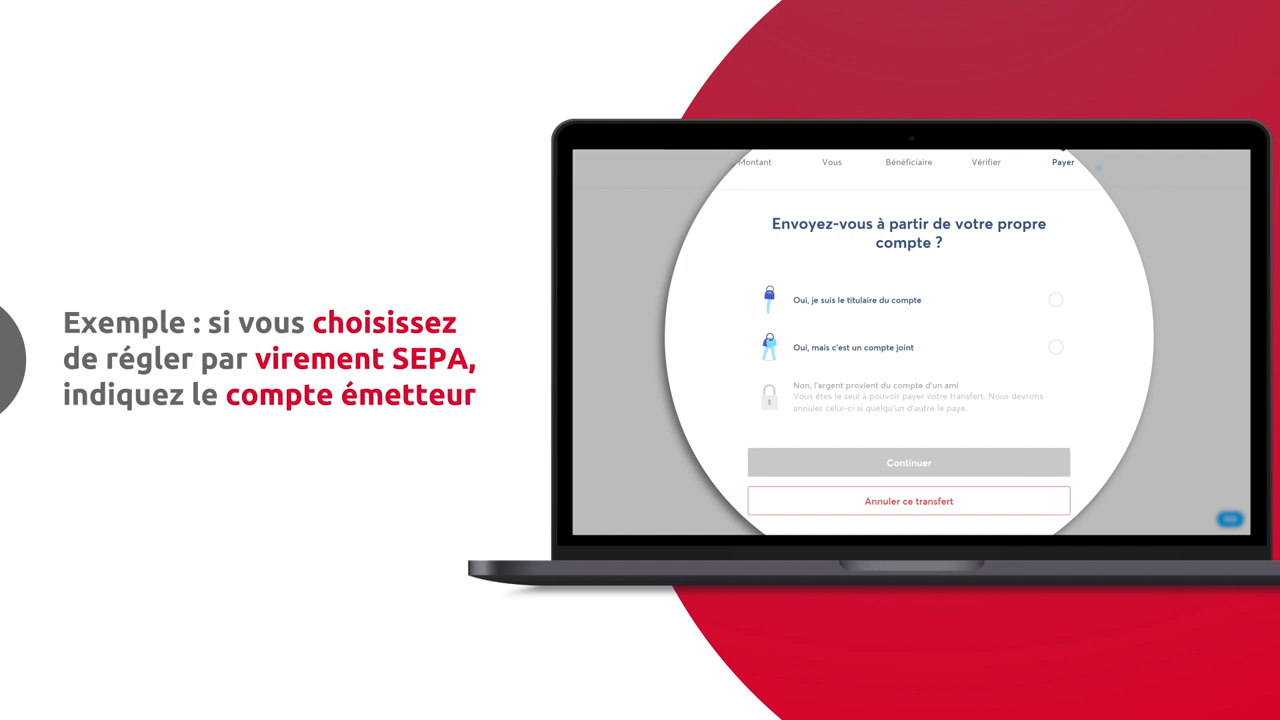 Exemple : si vous choisissez
de régler par virement SEPA,
indiquez le compte émetteur
Montant Vous Bénéficiaire Vérifier Payer
Envoyez-vous à partir de votre propre
compte ?
Oui, je suis le titulaire du compte
Oui, mais c'est un compte joint
Non, l'argent provient du compte d'un ami
Vous êtes le seul à pouvoir payer votre transfert. Nous devrons
annuler celui-ci si quelqu'un d'autre le paye.
Continuer
Annuler ce transfert